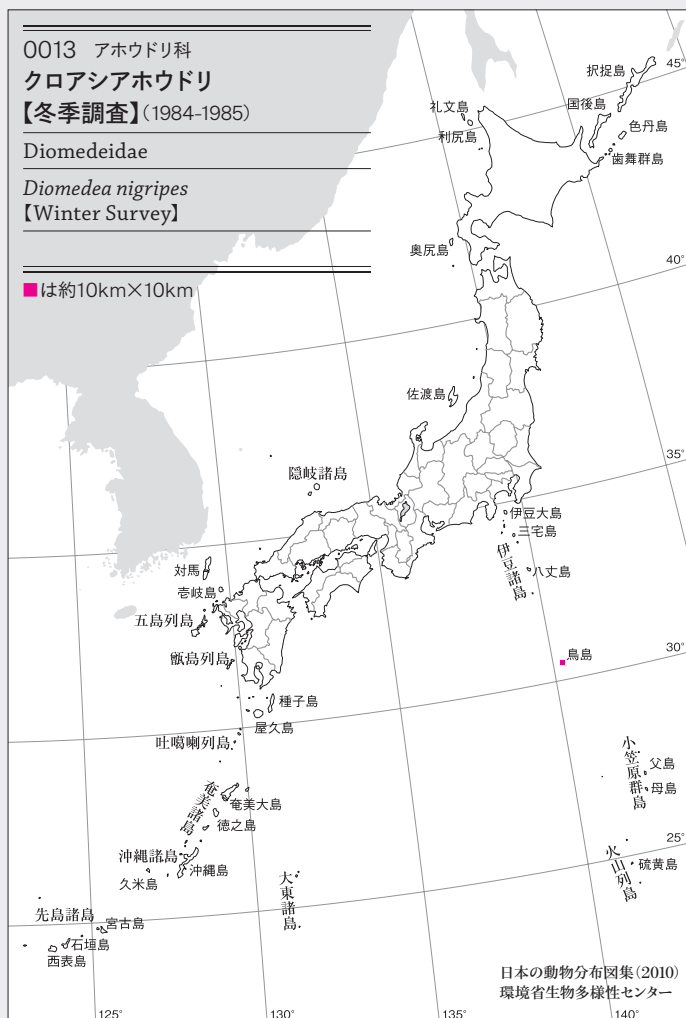 0013 アホウドリ科
クロアシアホウドリ
【冬季調査】(1984-1985)
Diomedeidae
Diomedea nigripes
【Winter Survey】
■は約10km×10km
択捉島
国後島
色丹島
歯舞群島
礼文島
利尻島
奥尻島
佐渡島
隠岐諸島
伊豆大島
三宅島
伊豆諸島
八丈島
対馬
壱岐島
五島列島
甑島列島
鳥島
種子島
屋久島
吐噶喇列島
小笠原群島
父島
母島
奄美諸島
奄美大島
徳之島
沖縄諸島
沖縄島
久米島
火山列島
硫黄島
大東諸島
先島諸島
宮古島
石垣島
西表島
45°
40°
35°
30°
25°
125°
130°
135°
140°
日本の動物分布図集(2010)
環境省生物多様性センター